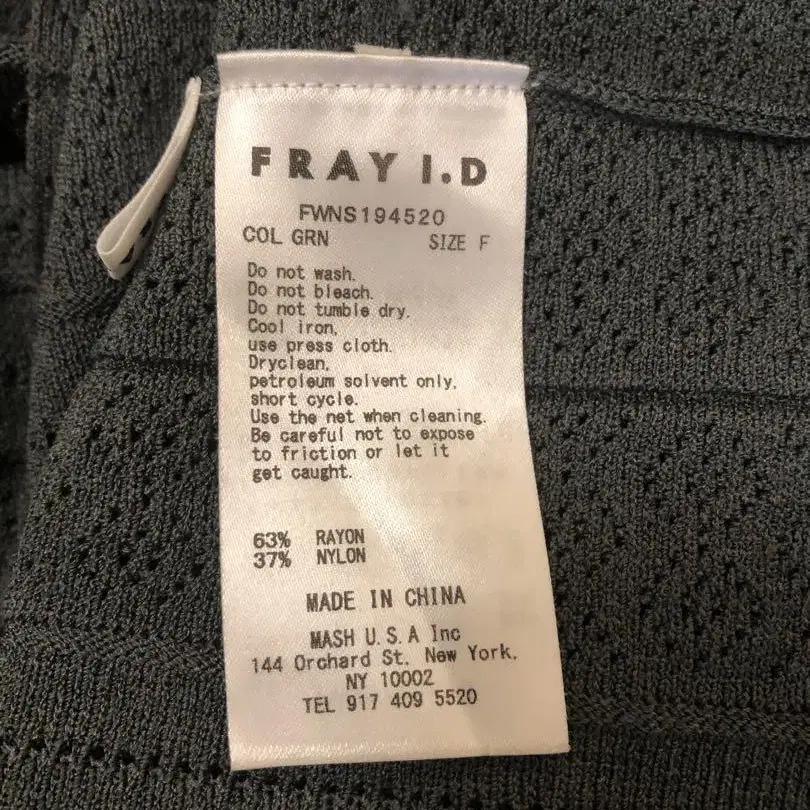 FRAY I.D
FWNS194520
COL GRN SIZE F
Do not wash.
Do not bleach.
Do not tumble dry.
Cool iron,
use press cloth.
Dryclean,
petroleum solvent only,
short cycle.
Use the net when cleaning.
Be careful not to expose
to friction or let it
get caught.
63% RAYON
37% NYLON
MADE IN CHINA
MASH U.S.A Inc
144 Orchard St. New York.
NY 10002
TEL 917 409 5520